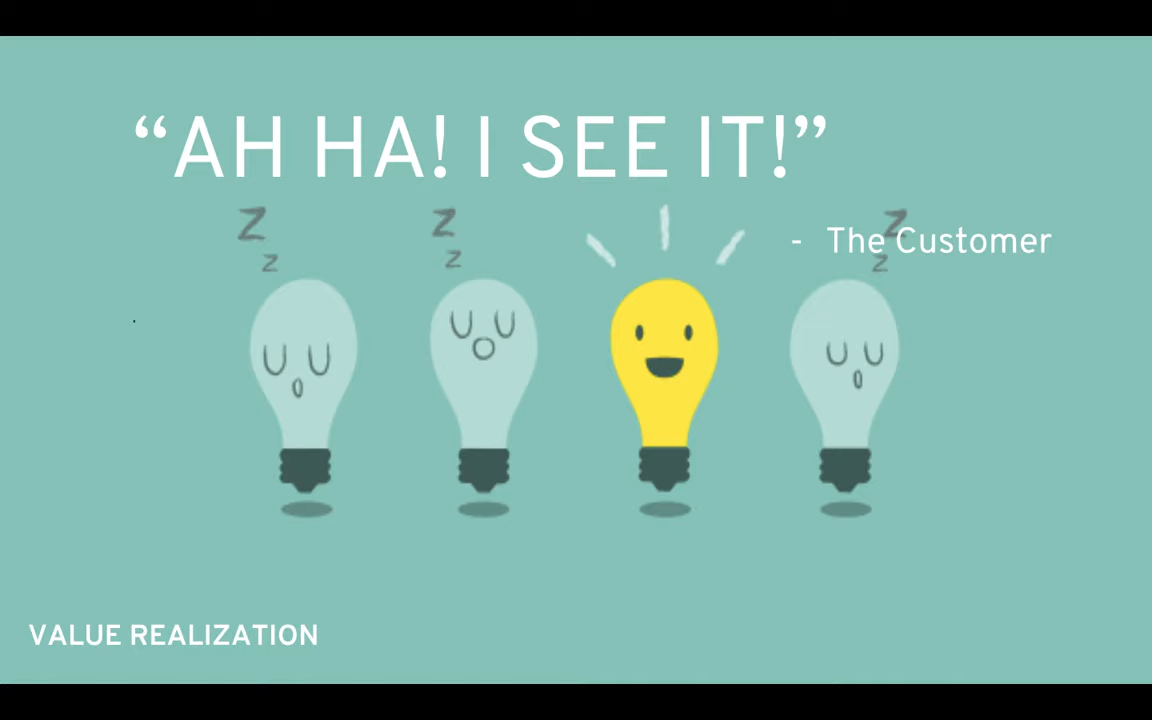 “AH HA! I SEE IT!”
Z Z Z
- The Customer
z z z
VALUE REALIZATION